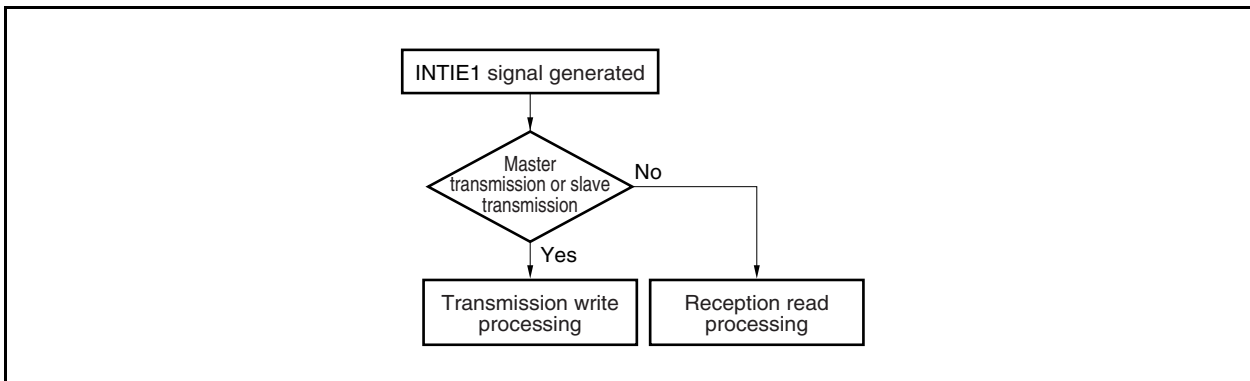 INTIE1 signal generated
Master
transmission or slave
transmission
No
Yes
Transmission write
processing
Reception read
processing